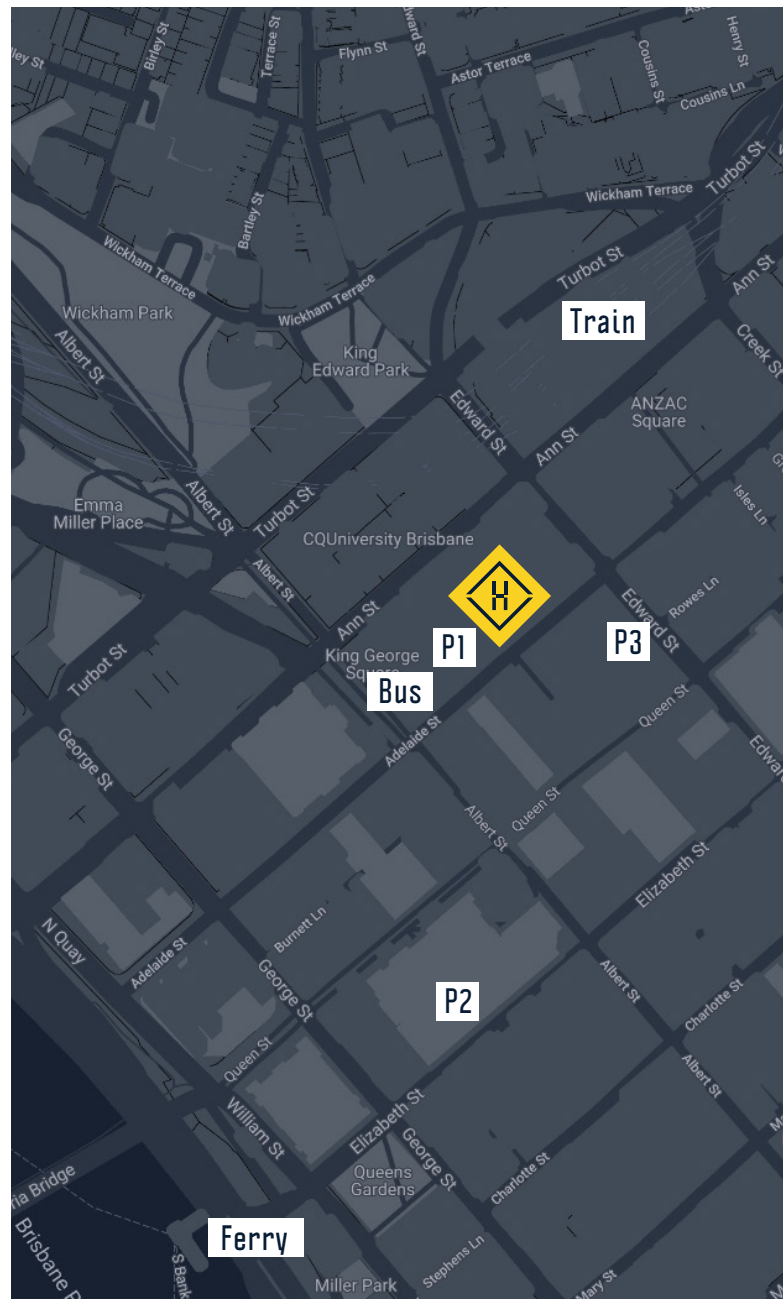 Birley St
Terrace St
Flynn St
Astor Terrace
Cousins St
Henry St
Cousins Ln
Turbot St
Wickham Terrace
Bartley St
Wickham Terrace
Wickham Terrace
Turbot St
Ann St
Wickham Park
Albert St
King
Edward Park
Train
Creek St
Edward St
Ann St
ANZAC
Square
Isles Ln
Emma
Miller Place
Albert St
Turbot St
CQUniversity Brisbane
Albert St
Ann St
X
Edward St
Rowes Ln
Turbot St
King George
Square
P1
P3
Bus
Adelaide St
Queen St
George St
Albert St
Queen St
Elizabeth St
N Quay
Adelaide St
Burnett Ln
George St
P2
Albert St
Charlotte St
Queen St
Albert St
William St
Elizabeth St
George St
Queens
Gardens
Charlotte St
Ferry
Stephens Ln
Miller Park
Mary St